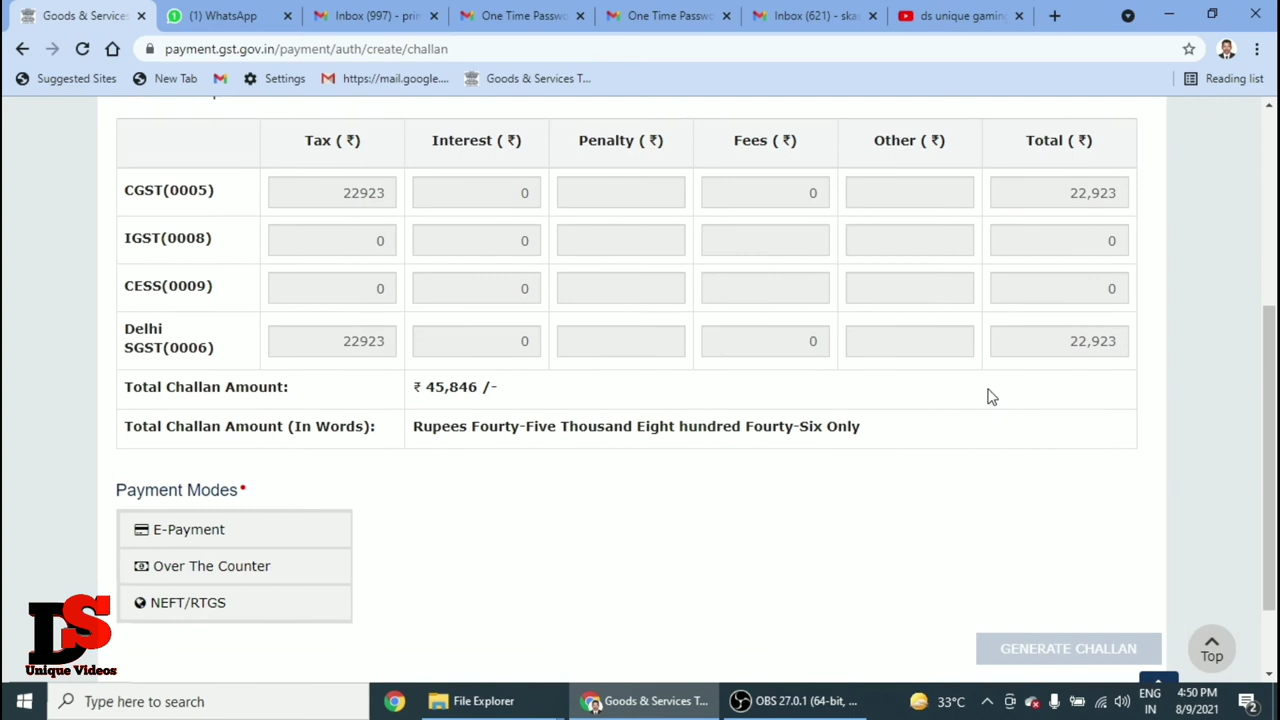 Goods & Services
(1) WhatsApp
Inbox (997) - prin
One Time Passwo
One Time Passwo
Inbox (621) - ska
ds unique gamin
payment.gst.gov.in/payment/auth/create/challan
Suggested Sites
New Tab
Settings
https://mail.google....
Goods & Services T...
Reading list
Tax ( ₹) Interest ( ₹) Penalty ( ₹) Fees ( ₹) Other ( ₹) Total ( ₹)
CGST(0005) 22923 0 0 22,923
IGST(0008) 0 0 0
CESS(0009) 0 0 0
Delhi
SGST(0006) 22923 0 0 22,923
Total Challan Amount: ₹ 45,846 /-
Total Challan Amount (In Words): Rupees Fourty-Five Thousand Eight hundred Fourty-Six Only
Payment Modes•
E-Payment
Over The Counter
NEFT/RTGS
DS
Unique Videos
GENERATE CHALLAN
Top
Type here to search
File Explorer
Goods & Services T...
OBS 27.0.1 (64-bit, ...
33°C
ENG
IN
4:50 PM
8/9/2021
2